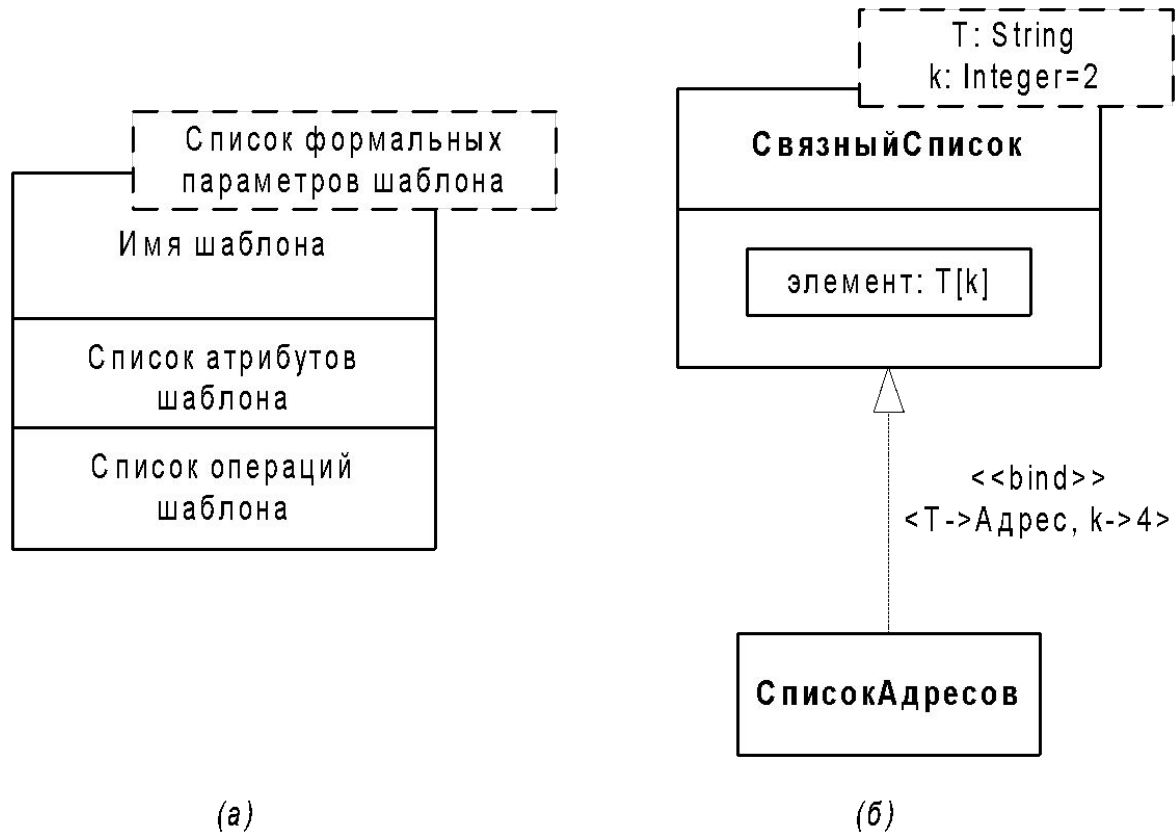 Список формальных
параметров шаблона
Имя шаблона
Список атрибутов
шаблона
Список операций
шаблона
(а)
T: String
k: Integer=2
СвязныйСписок
элемент: T[k]
<<bind>>
<T->Адрес, k->4>
СписокАдресов
(б)